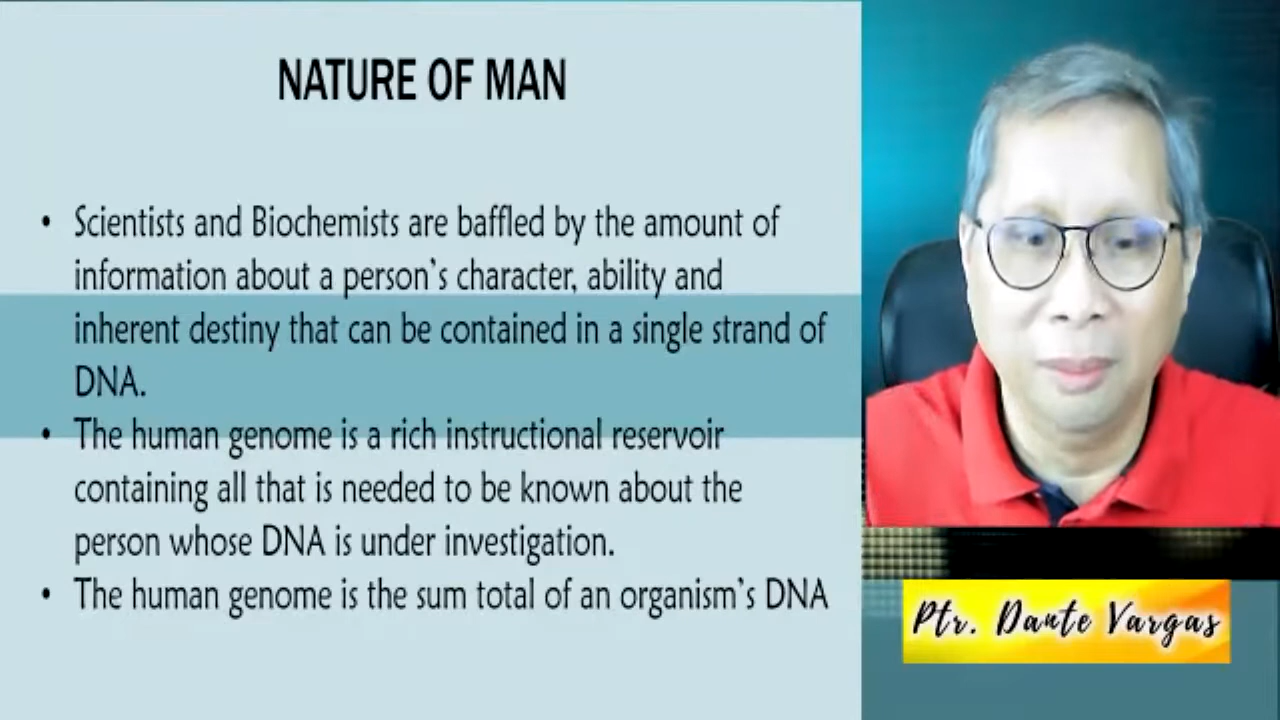 NATURE OF MAN
• Scientists and Biochemists are baffled by the amount of
information about a person's character, ability and
inherent destiny that can be contained in a single strand of
DNA.
• The human genome is a rich instructional reservoir
containing all that is needed to be known about the
person whose DNA is under investigation.
• The human genome is the sum total of an organism's DNA
Ptr. Dante Vargas